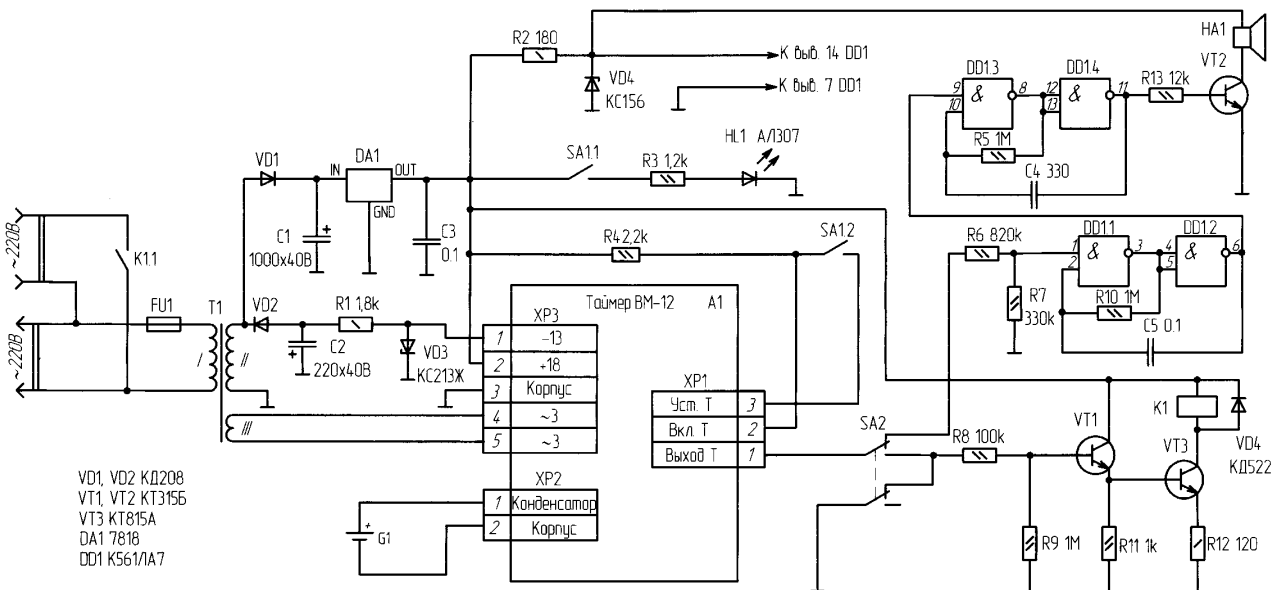 R2 180
К выв. 14 DD1
VD4
КС156
К выв. 7 DD1
HA1
VT2
DD1.3
DD1.4
9
10
&
8
12
13
&
11
R13 12k
R5 1M
C4 330
VD1
IN
DA1
OUT
GND
SA1.1
R3 1,2k
HL1 АЛ307
C1
1000x40В
+
C3
0.1
~220В
K1.1
R4 2,2k
SA1.2
R6 820k
DD1.1
DD1.2
1
2
&
3
4
5
&
6
R7
330k
R10 1M
C5 0.1
FU1
T1
I
II
III
VD2
R1 1,8k
+
C2
220x40В
VD3
КС213Ж
~220В
Таймер ВМ-12
A1
XP3
1
-13
2
+18
3
Корпус
4
~3
5
~3
XP1
Уст. Т
3
Вкл. Т
2
Выход Т
1
SA2
R8 100k
VT1
K1
VT3
VD4
КД522
XP2
1
Конденсатор
2
Корпус
+
G1
R9 1M
R11 1k
R12 120
VD1, VD2 КД208
VT1, VT2 КТ315Б
VT3 КТ815А
DA1 7818
DD1 К561ЛА7